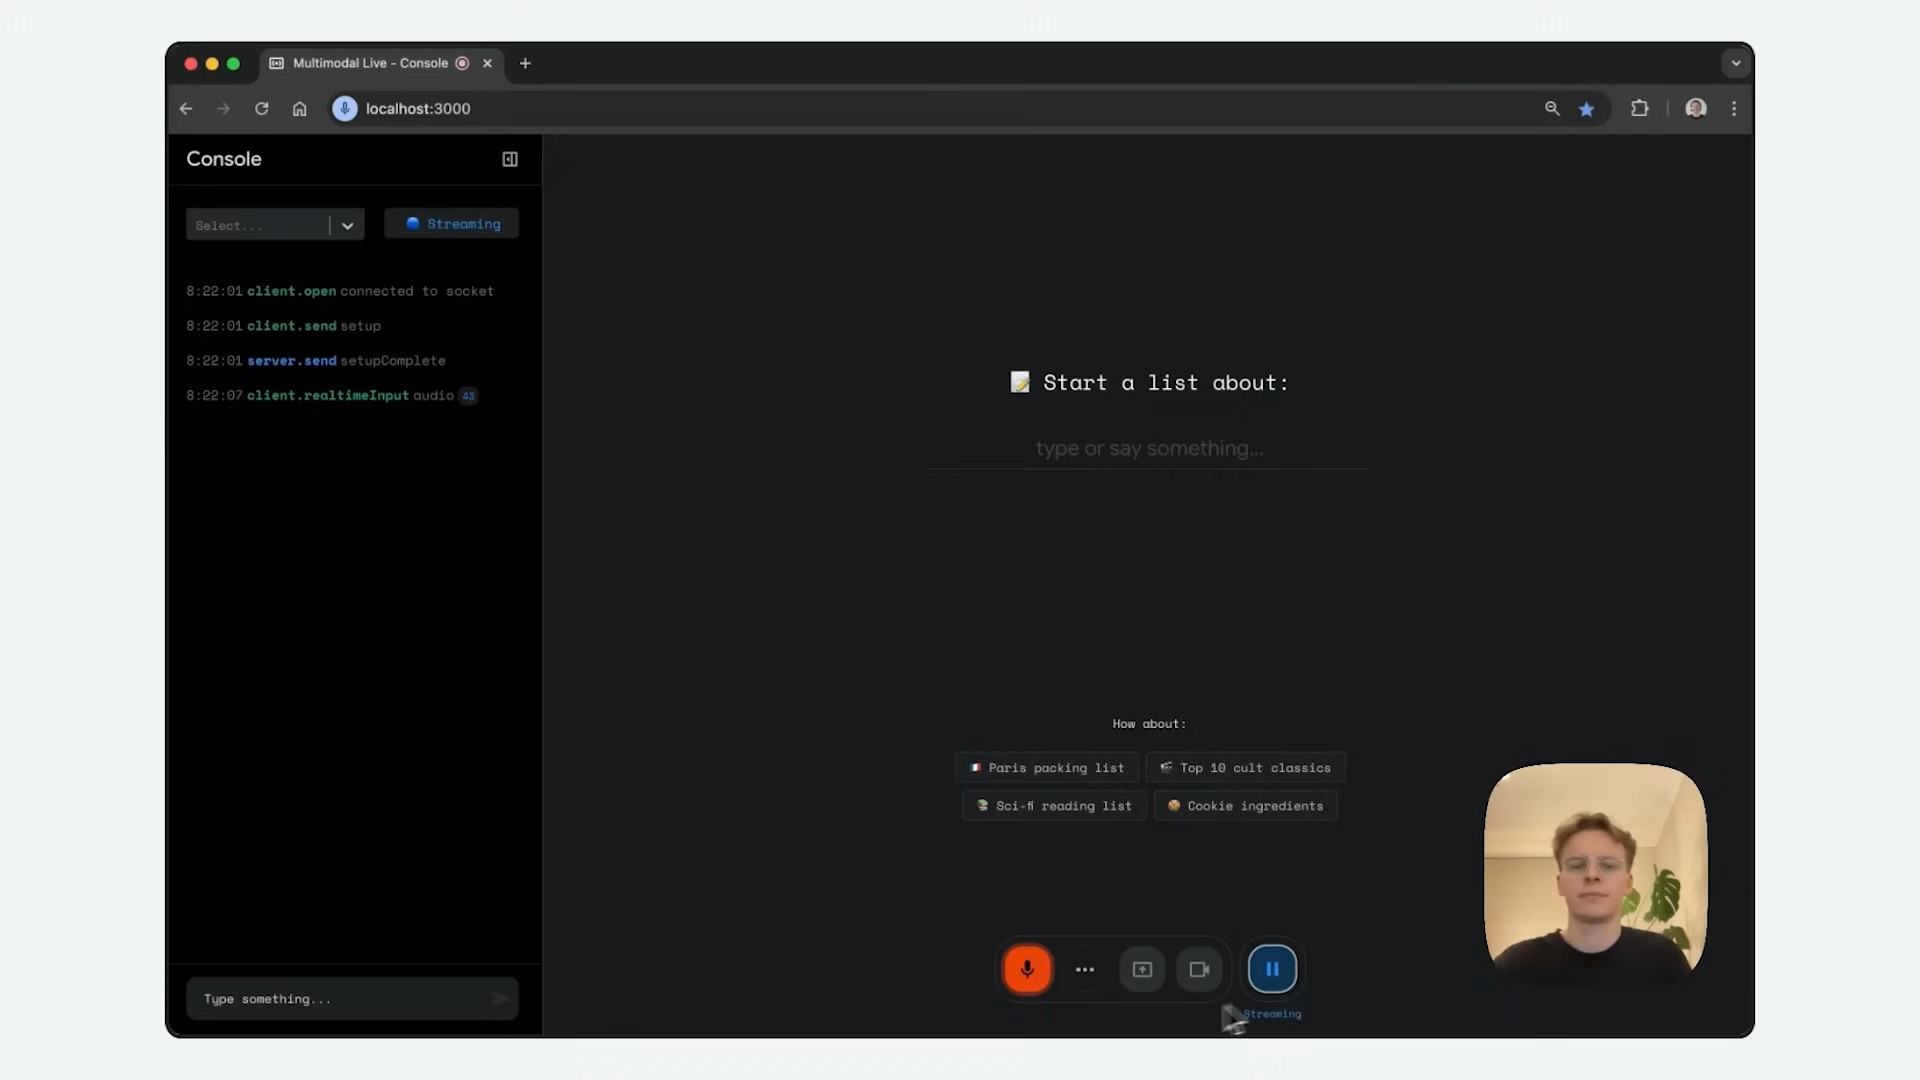 Multimodal Live - Console
localhost:3000
Console
Select...
Streaming
8:22:01 client.open connected to socket
8:22:01 client.send setup
8:22:01 server.send setupComplete
8:22:07 client.realtimeInput audio 43
Type something...
Start a list about:
type or say something...
How about:
Paris packing list
Top 10 cult classics
Sci-fi reading list
Cookie ingredients
Streaming